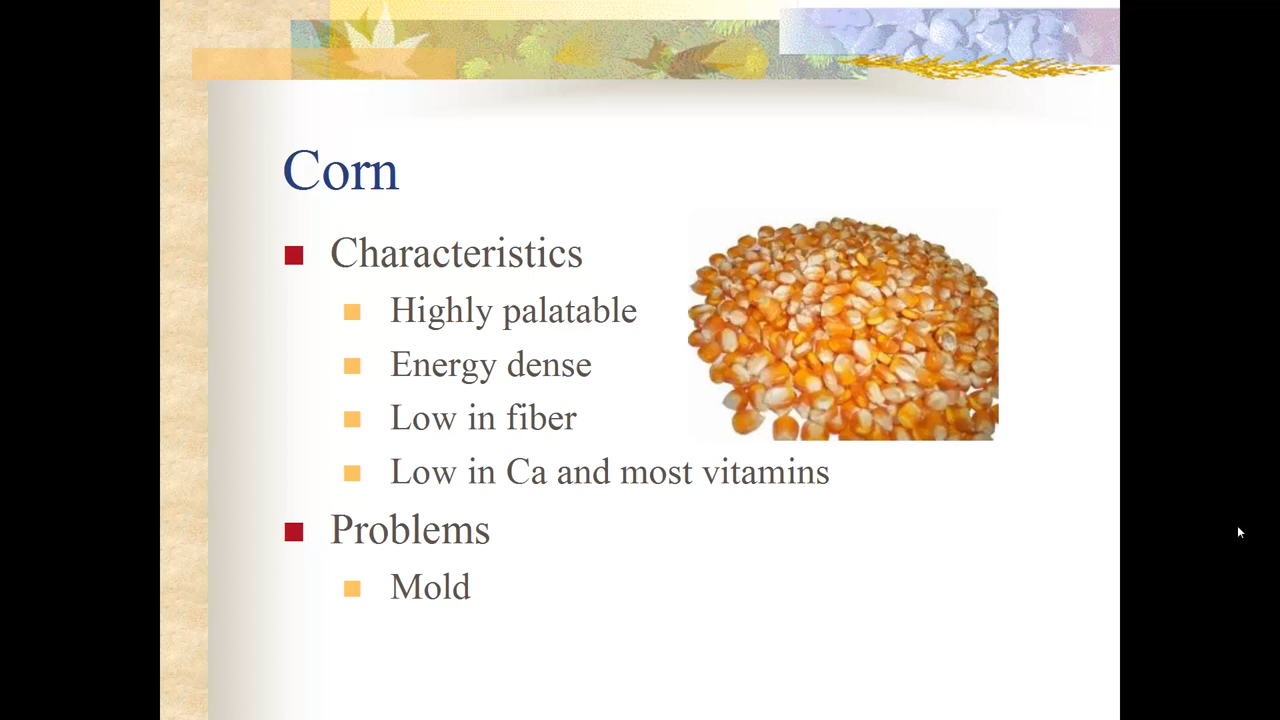 Corn
Characteristics
Highly palatable
Energy dense
Low in fiber
Low in Ca and most vitamins
Problems
Mold